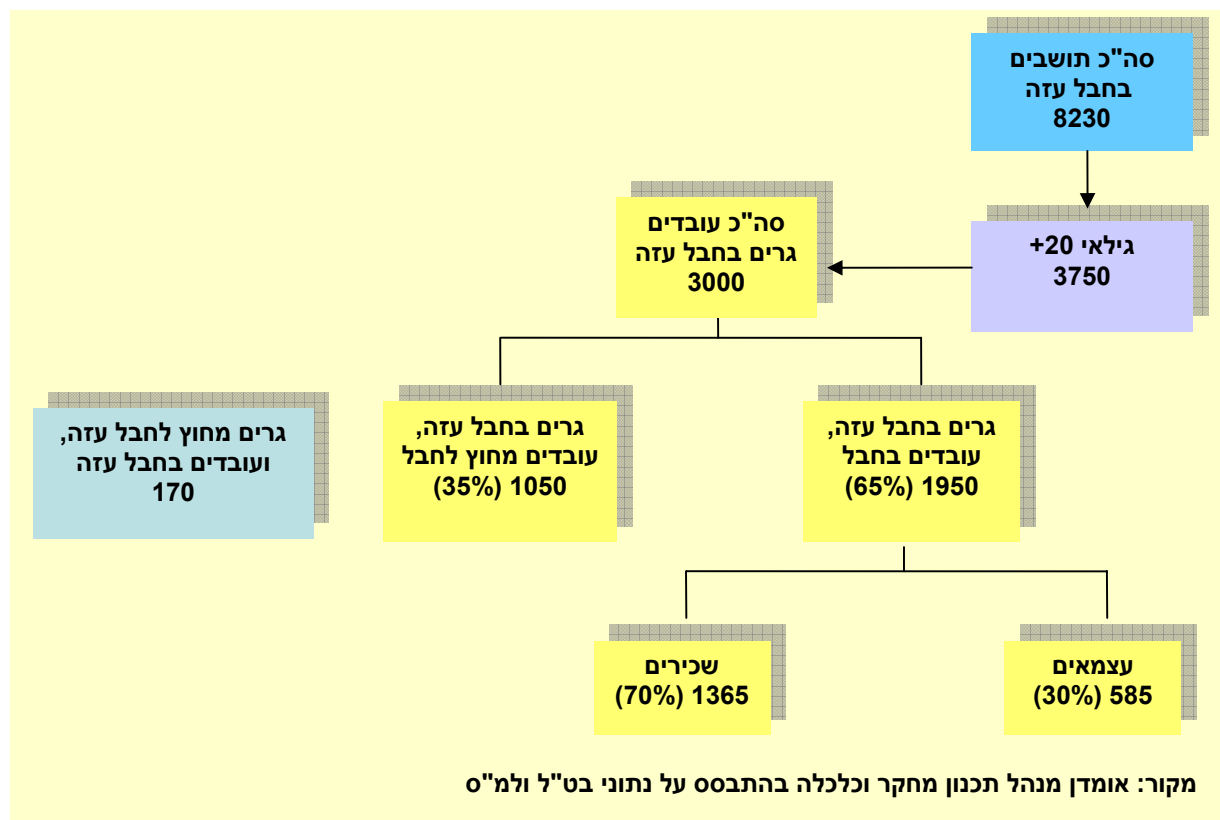 סה"כ תושבים
בחבל עזה
8230
גילאי 20+
3750
סה"כ עובדים
גרים בחבל עזה
3000
גרים בחבל עזה,
עובדים בחבל
1950 (65%)
גרים בחבל עזה,
עובדים מחוץ לחבל
1050 (35%)
גרים מחוץ לחבל עזה,
ועובדים בחבל עזה
170
עצמאים
585 (30%)
שכירים
1365 (70%)
מקור: אומדן מנהל תכנון מחקר וכלכלה בהתבסס על נתוני בט"ל ולמ"ס